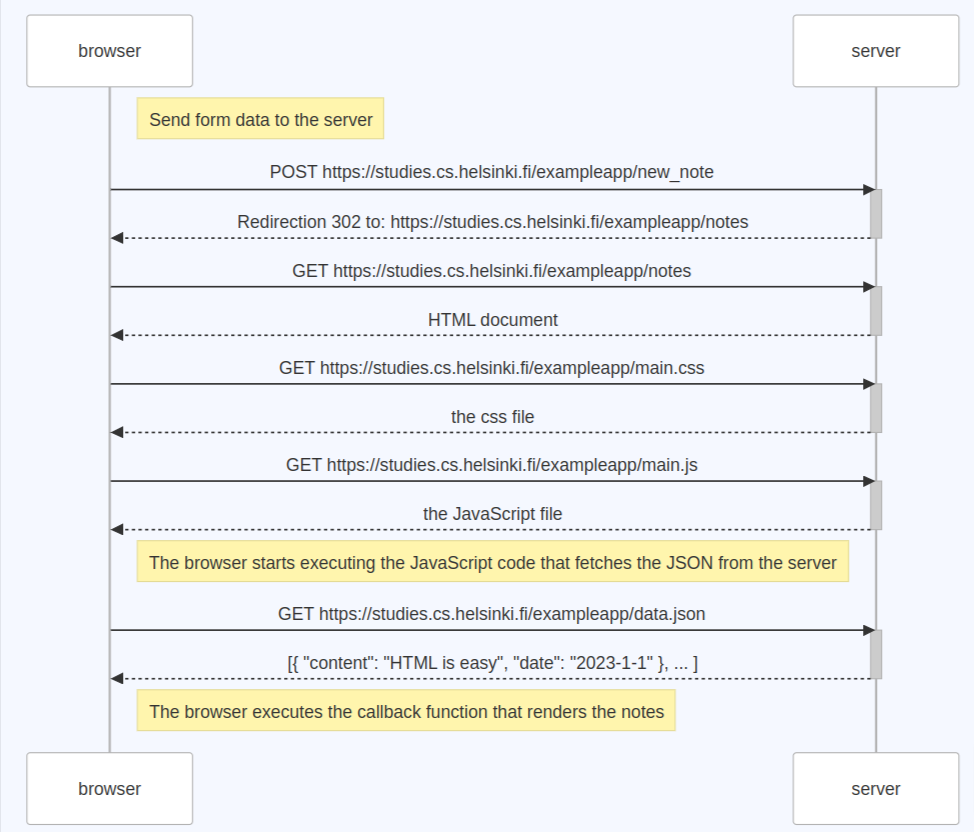 browser
server
Send form data to the server
POST https://studies.cs.helsinki.fi/exampleapp/new_note
Redirection 302 to: https://studies.cs.helsinki.fi/exampleapp/notes
GET https://studies.cs.helsinki.fi/exampleapp/notes
HTML document
GET https://studies.cs.helsinki.fi/exampleapp/main.css
the css file
GET https://studies.cs.helsinki.fi/exampleapp/main.js
the JavaScript file
The browser starts executing the JavaScript code that fetches the JSON from the server
GET https://studies.cs.helsinki.fi/exampleapp/data.json
[{ "content": "HTML is easy", "date": "2023-1-1" }, ... ]
The browser executes the callback function that renders the notes
browser
server